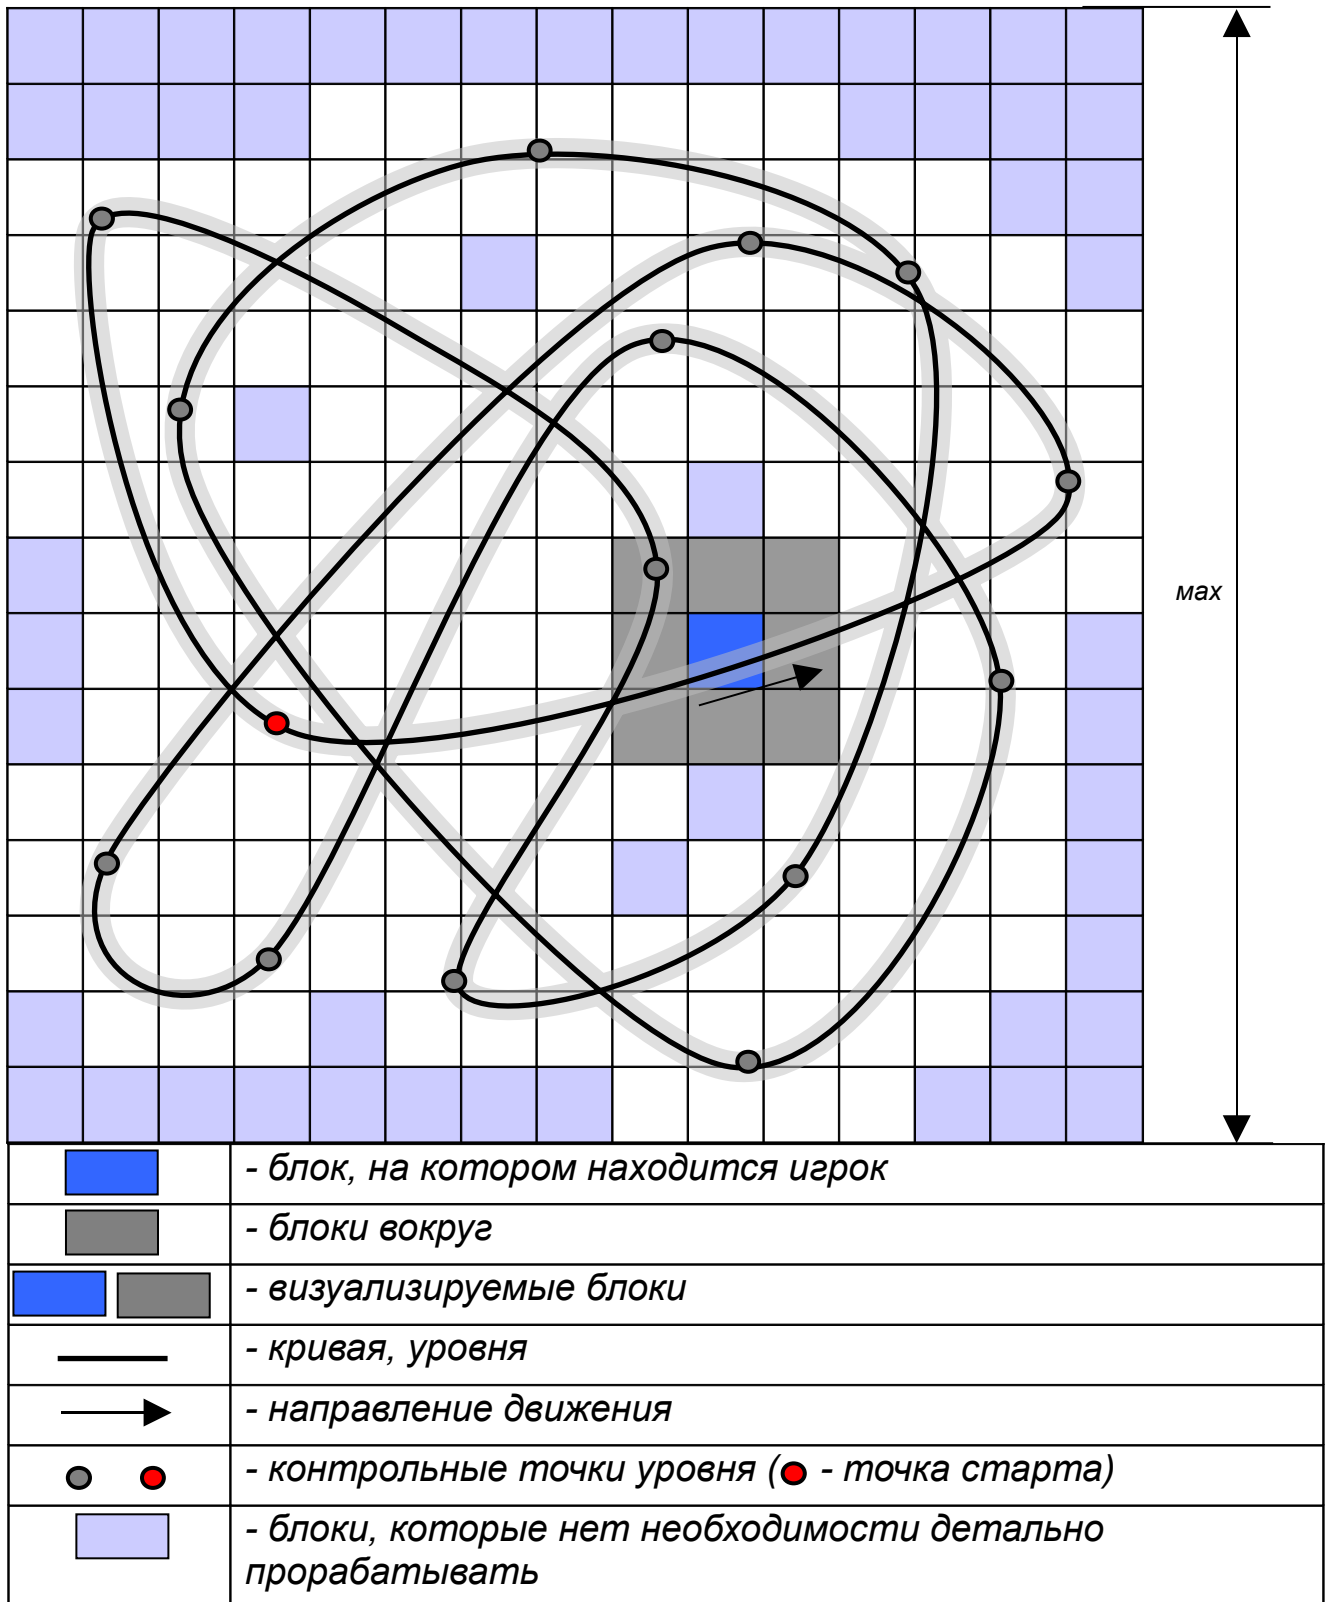 мах
- блок, на котором находится игрок
- блоки вокруг
- визуализируемые блоки
- кривая, уровня
- направление движения
- контрольные точки уровня ( - точка старта)
- блоки, которые нет необходимости детально
прорабатывать